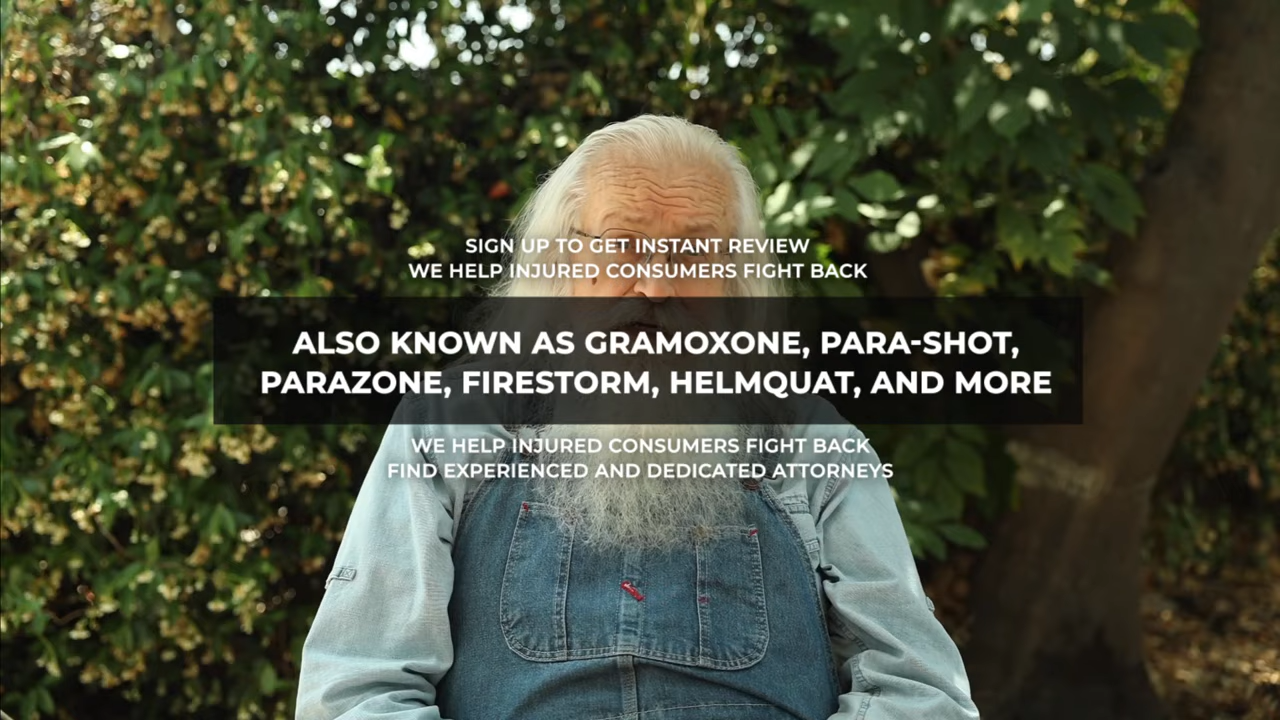 SIGN UP TO GET INSTANT REVIEW
WE HELP INJURED CONSUMERS FIGHT BACK
ALSO KNOWN AS GRAMOXONE, PARA-SHOT,
PARAZONE, FIRESTORM, HELMQUAT, AND MORE
WE HELP INJURED CONSUMERS FIGHT BACK
FIND EXPERIENCED AND DEDICATED ATTORNEYS